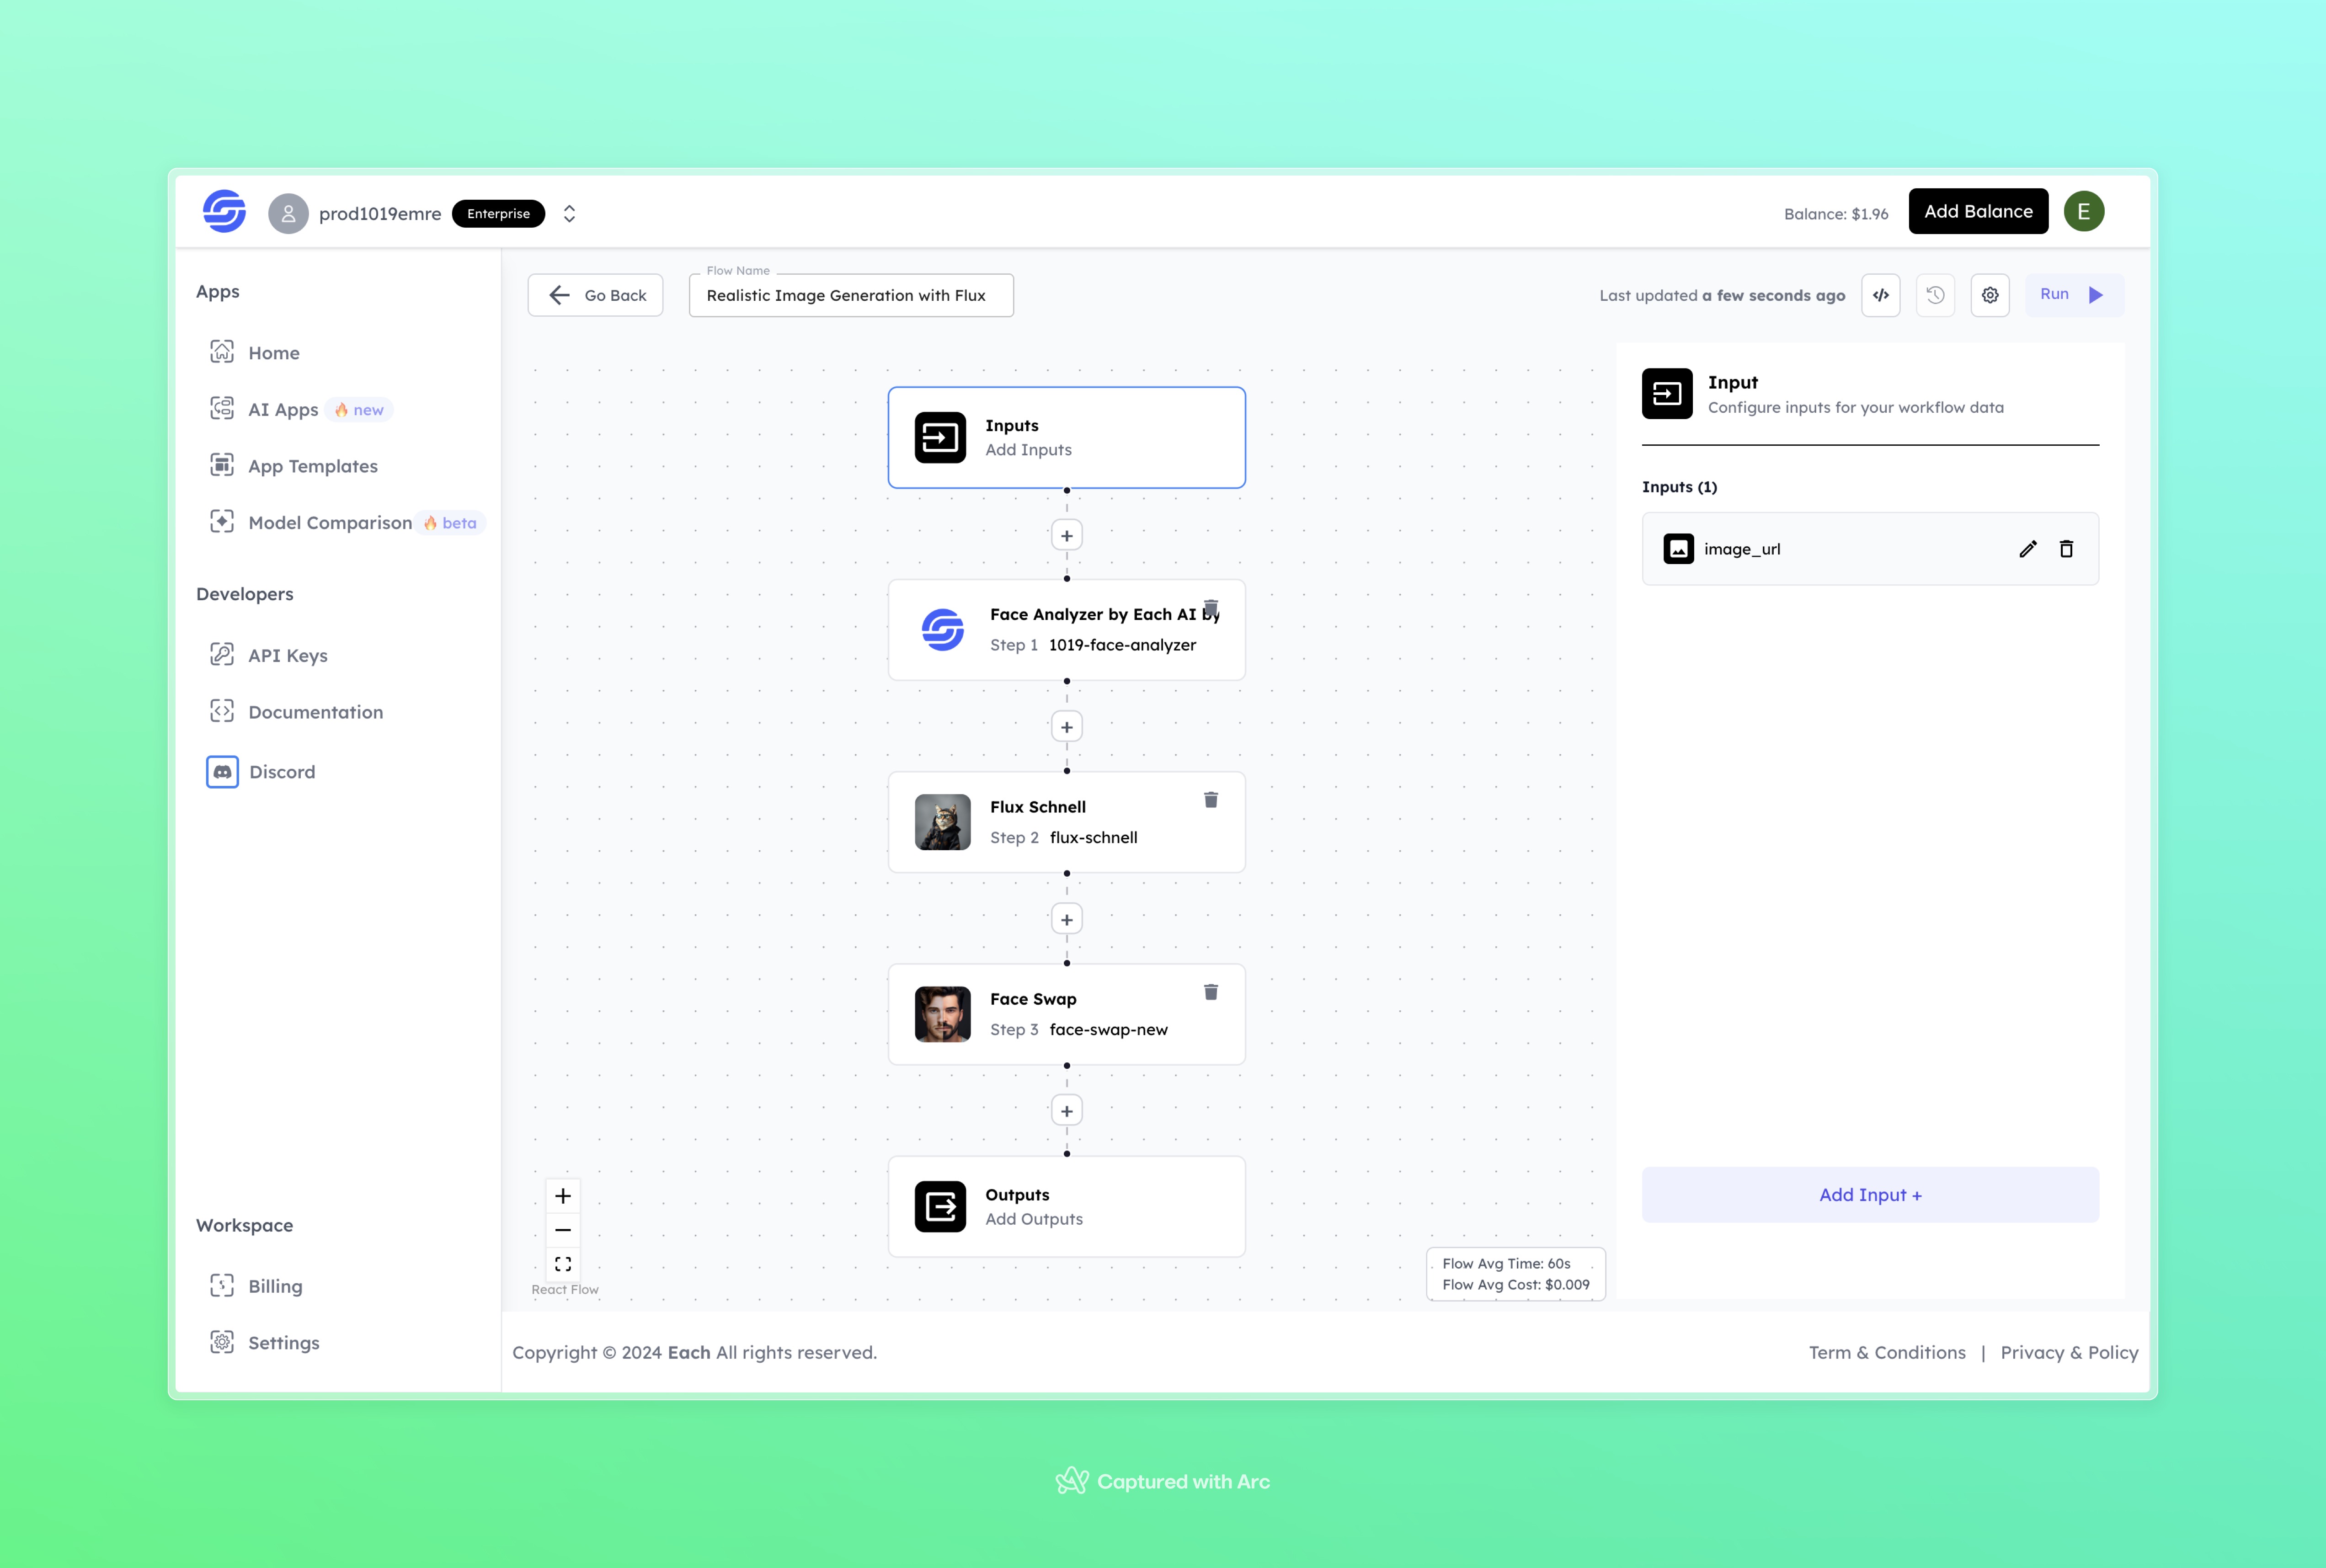 prod1019emre Enterprise
Balance: $1.96
Add Balance
E
Apps
Home
AI Apps 🔥 new
App Templates
Model Comparison 🔥 beta
Developers
API Keys
Documentation
Discord
Workspace
Billing
Settings
Go Back
Flow Name
Realistic Image Generation with Flux
Last updated a few seconds ago
Run
Inputs
Add Inputs
Face Analyzer by Each AI by
Step 1 1019-face-analyzer
Flux Schnell
Step 2 flux-schnell
Face Swap
Step 3 face-swap-new
Outputs
Add Outputs
React Flow
Flow Avg Time: 60s
Flow Avg Cost: $0.009
Input
Configure inputs for your workflow data
Inputs (1)
image_url
Add Input +
Copyright © 2024 Each All rights reserved.
Term & Conditions | Privacy & Policy
Captured with Arc